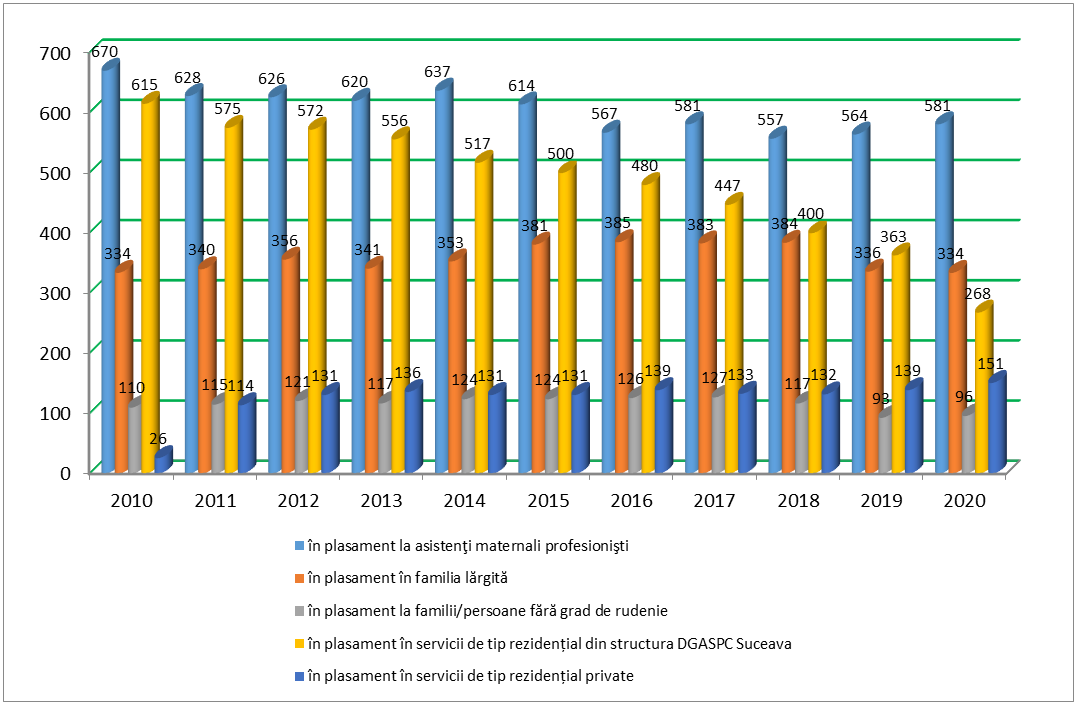 700
600
500
400
300
200
100
0
670 334 110 615 26
628 340 115 575 114
626 356 121 572 131
620 341 117 556 136
637 353 124 517 131
614 381 124 500 131
567 385 126 480 139
581 383 127 447 133
557 384 117 400 132
564 336 93 363 139
581 334 96 268 151
2010 2011 2012 2013 2014 2015 2016 2017 2018 2019 2020
în plasament la asistenţi maternali profesionişti
în plasament în familia lărgită
în plasament la familii/persoane fără grad de rudenie
în plasament în servicii de tip rezidențial din structura DGASPC Suceava
în plasament în servicii de tip rezidențial private